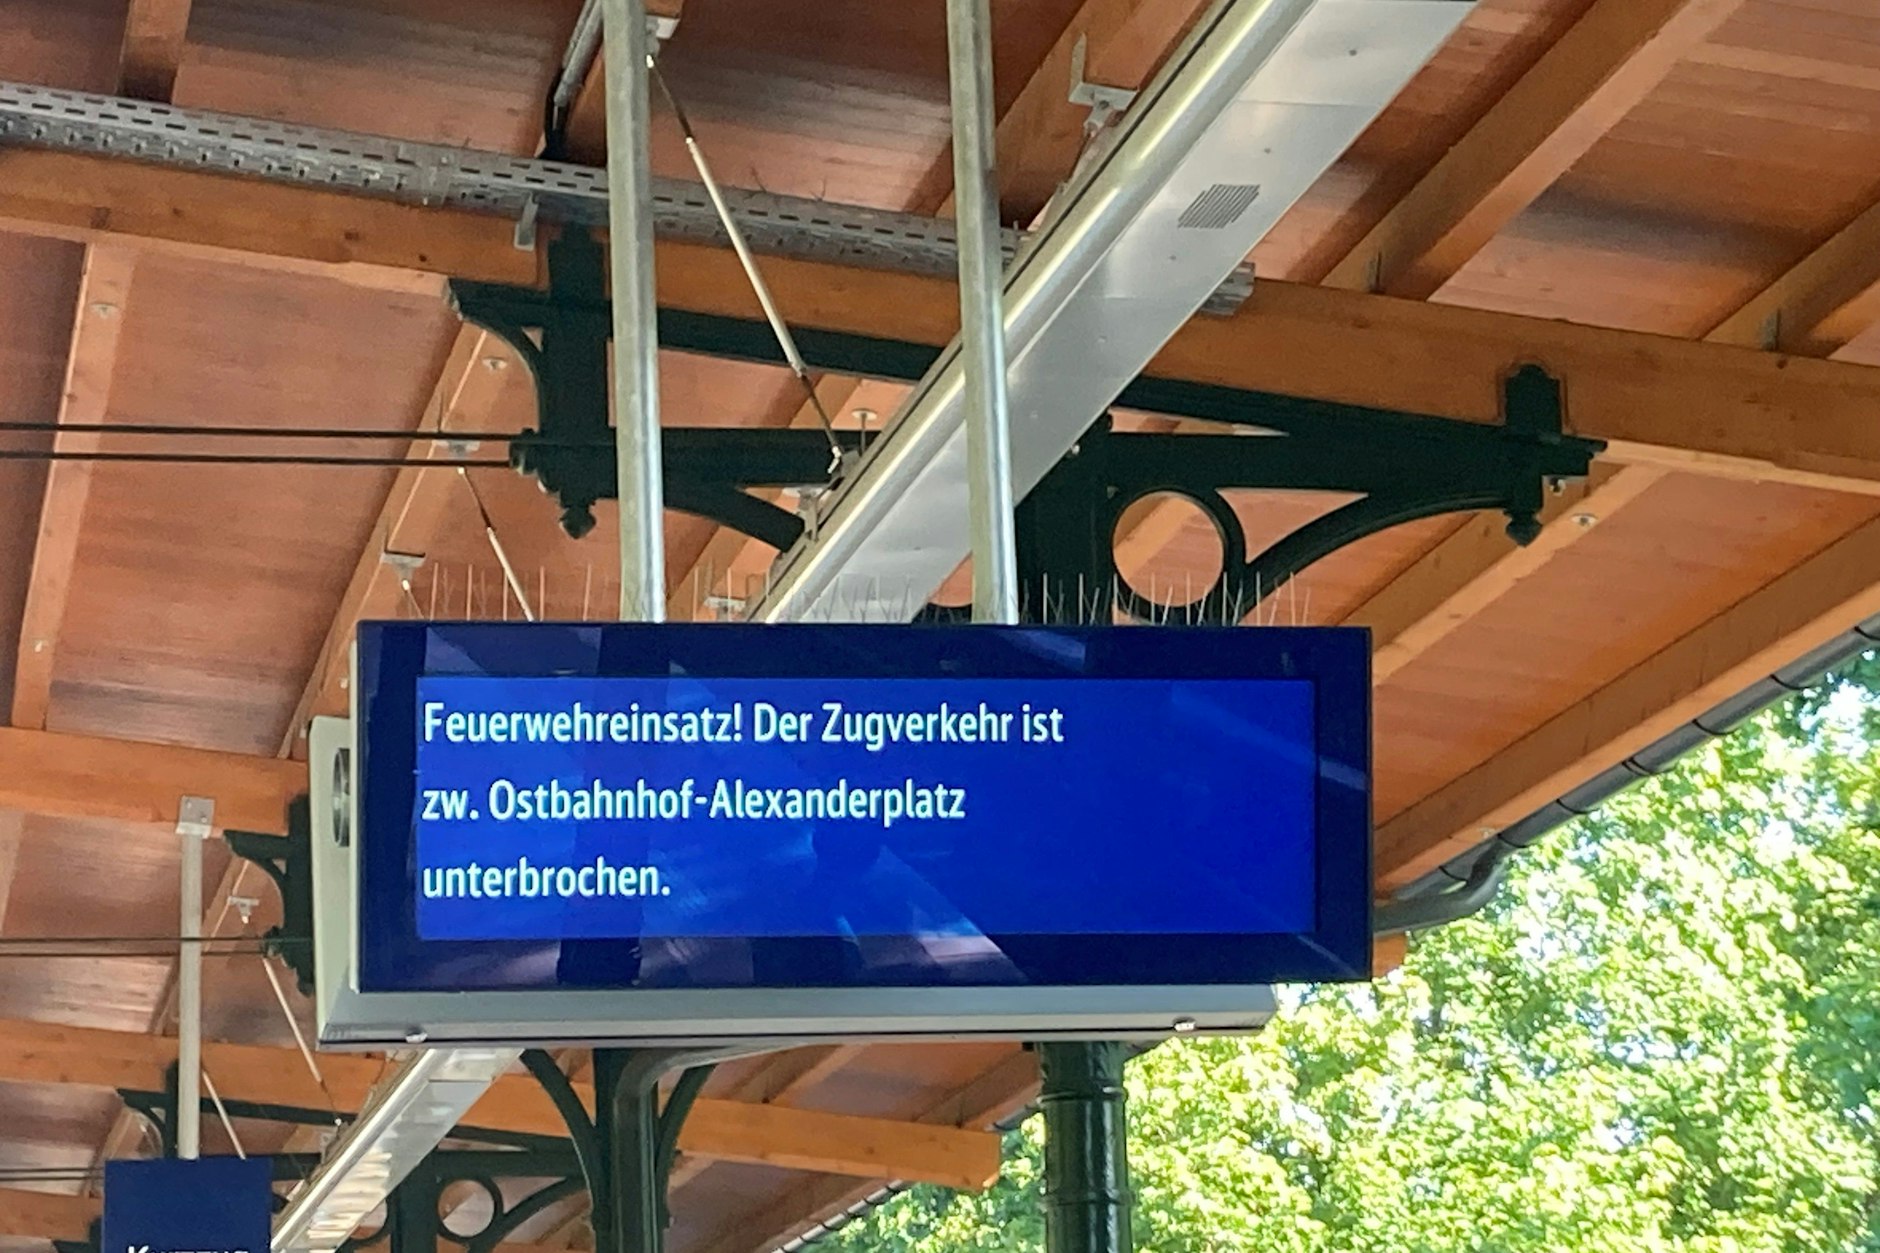 Feuerwehreinsatz! Der Zugverkehr ist
zw. Ostbahnhof-Alexanderplatz
unterbrochen.